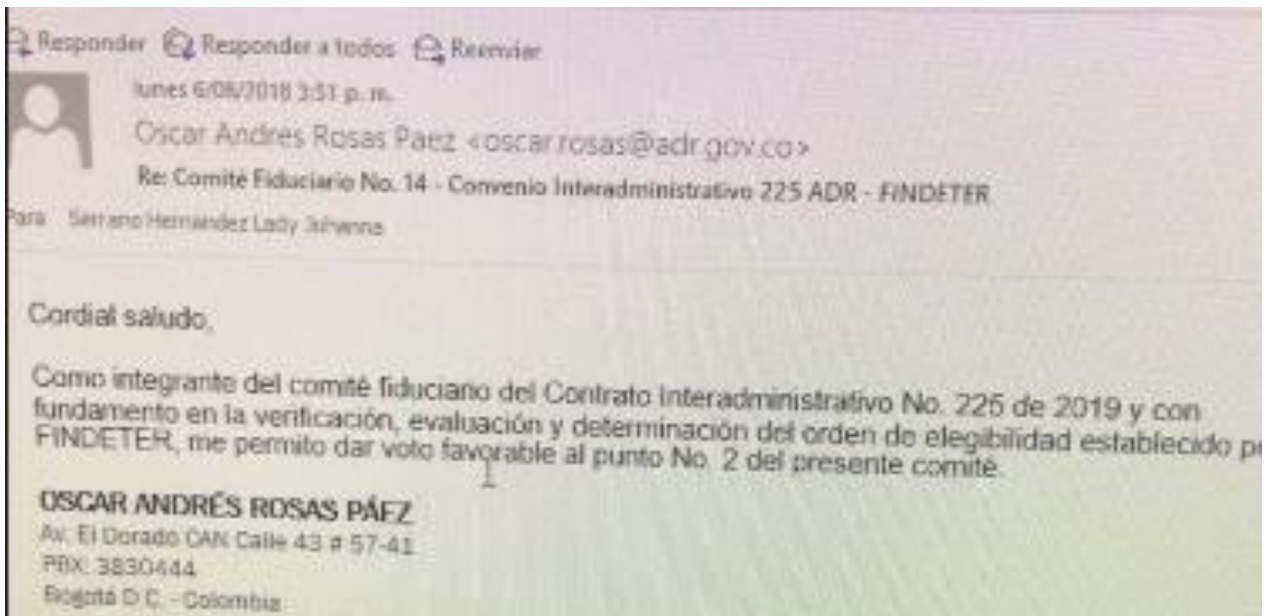 Responder Responder a todos Reenviar
lunes 6/08/2018 3:51 p. m.
Oscar Andres Rosas Paez <oscar.rosas@adr.gov.co>
Re: Comité Fiduciario No. 14 - Convenio Interadministrativo 225 ADR - FINDETER
Para Serrano Hernandez Lady Julianna
Cordial saludo,
Como integrante del comité fiduciario del Contrato Interadministrativo No. 225 de 2019 y con
fundamento en la verificación, evaluación y determinación del orden de elegibilidad establecido
FINDETER, me permito dar voto favorable al punto No. 2 del presente comité.
OSCAR ANDRÉS ROSAS PÁEZ
Av. El Dorado CAN Calle 43 # 57-41
PBX: 3830444
Bogotá D.C. - Colombia